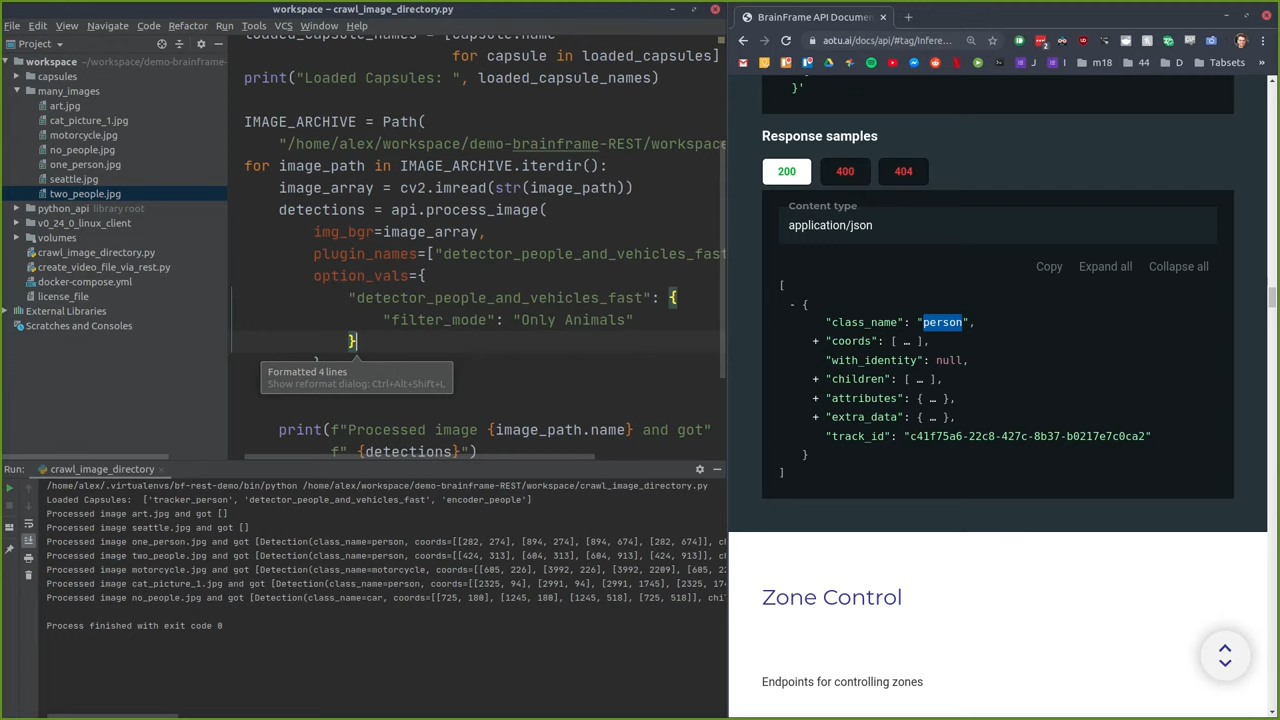 workspace – crawl_image_directory.py
File Edit View Navigate Code Refactor Run Tools VCS Window Help
Project
workspace ~/workspace/demo-brainframe-
capsules
many_images
art.jpg
cat_picture_1.jpg
motorcycle.jpg
no_people.jpg
one_person.jpg
seattle.jpg
two_people.jpg
python_api library root
v0_24_0_linux_client
volumes
crawl_image_directory.py
create_video_file_via_rest.py
docker-compose.yml
license_file
External Libraries
Scratches and Consoles
loaded_capsule_names = [capsule.name
for capsule in loaded_capsules]
print("Loaded Capsules: ", loaded_capsule_names)
IMAGE_ARCHIVE = Path(
"/home/alex/workspace/demo-brainframe-REST/workspace
for image_path in IMAGE_ARCHIVE.iterdir():
image_array = cv2.imread(str(image_path))
detections = api.process_image(
img_bgr=image_array,
plugin_names=["detector_people_and_vehicles_fast
option_vals={
"detector_people_and_vehicles_fast": {
"filter_mode": "Only Animals"
}
Formatted 4 lines
Show reformat dialog: Ctrl+Alt+Shift+L
print(f"Processed image {image_path.name} and got"
f" {detections}")
Run: crawl_image_directory
/home/alex/.virtualenvs/bf-rest-demo/bin/python /home/alex/workspace/demo-brainframe-REST/workspace/crawl_image_directory.py
Loaded Capsules:  ['tracker_person', 'detector_people_and_vehicles_fast', 'encoder_people']
Processed image art.jpg and got []
Processed image seattle.jpg and got []
Processed image one_person.jpg and got [Detection(class_name=person, coords=[[282, 274], [894, 274], [894, 674], [282, 674]], ch
Processed image two_people.jpg and got [Detection(class_name=person, coords=[[424, 313], [604, 313], [604, 913], [424, 913]], ch
Processed image motorcycle.jpg and got [Detection(class_name=motorcycle, coords=[[605, 226], [3992, 226], [3992, 2209], [605, 22
Processed image cat_picture_1.jpg and got [Detection(class_name=person, coords=[[2325, 94], [2991, 94], [2991, 1745], [2325, 174
Processed image no_people.jpg and got [Detection(class_name=car, coords=[[725, 180], [1245, 180], [1245, 518], [725, 518]], chi
Process finished with exit code 0
BrainFrame API Documen
aotu.ai/docs/api/#tag/Infere...
m18 44 D Tabsets
}'
Response samples
200 400 404
Content type
application/json
Copy Expand all Collapse all
[
- {
"class_name": "person",
+ "coords": [ … ],
"with_identity": null,
+ "children": [ … ],
+ "attributes": { … },
+ "extra_data": { … },
"track_id": "c41f75a6-22c8-427c-8b37-b0217e7c0ca2"
}
]
Zone Control
Endpoints for controlling zones